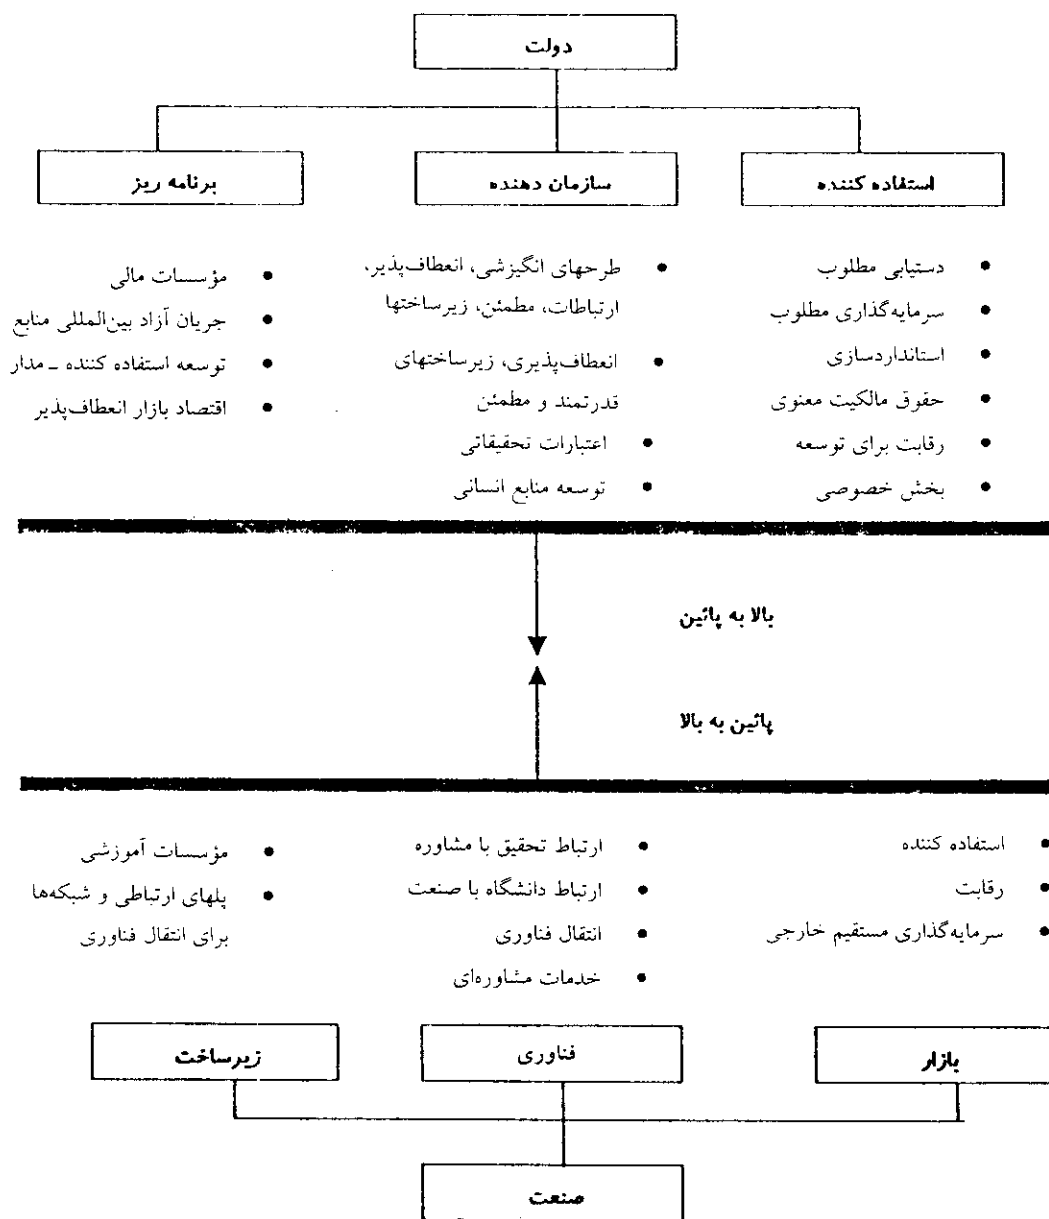 دولت
استفاده کننده
سازمان دهنده
برنامه ریز
• دستیابی مطلوب
• سرمایه‌گذاری مطلوب
• استانداردسازی
• حقوق مالکیت معنوی
• رقابت برای توسعه
• بخش خصوصی
• طرحهای انگیزشی، انعطاف‌پذیر،
ارتباطات، مطمئن، زیرساختها
• انعطاف‌پذیری، زیرساختهای
قدرتمند و مطمئن
• اعتبارات تحقیقاتی
• توسعه منابع انسانی
• مؤسسات مالی
• جریان آزاد بین‌المللی منابع
• توسعه استفاده کننده ـ مدار
• اقتصاد بازار انعطاف‌پذیر
بالا به پائین
پائین به بالا
• استفاده کننده
• رقابت
• سرمایه‌گذاری مستقیم خارجی
• ارتباط تحقیق با مشاوره
• ارتباط دانشگاه با صنعت
• انتقال فناوری
• خدمات مشاوره‌ای
• مؤسسات آموزشی
• پلهای ارتباطی و شبکه‌ها
برای انتقال فناوری
بازار
فناوری
زیرساخت
صنعت